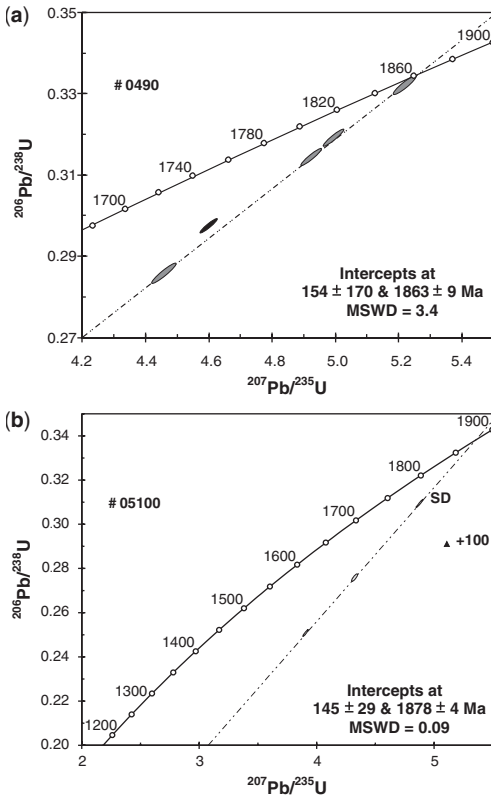 (a)
0.35
0.33
0.31
0.29
0.27
²⁰⁶Pb/²³⁸U
# 0490
1700
1740
1780
1820
1860
1900
Intercepts at
154 ± 170 & 1863 ± 9 Ma
MSWD = 3.4
4.2 4.4 4.6 4.8 5.0 5.2 5.4
²⁰⁷Pb/²³⁵U
(b)
0.34
0.32
0.30
0.28
0.26
0.24
0.22
0.20
²⁰⁶Pb/²³⁸U
# 05100
1200
1300
1400
1500
1600
1700
1800
1900
SD
+100
Intercepts at
145 ± 29 & 1878 ± 4 Ma
MSWD = 0.09
2 3 4 5
²⁰⁷Pb/²³⁵U